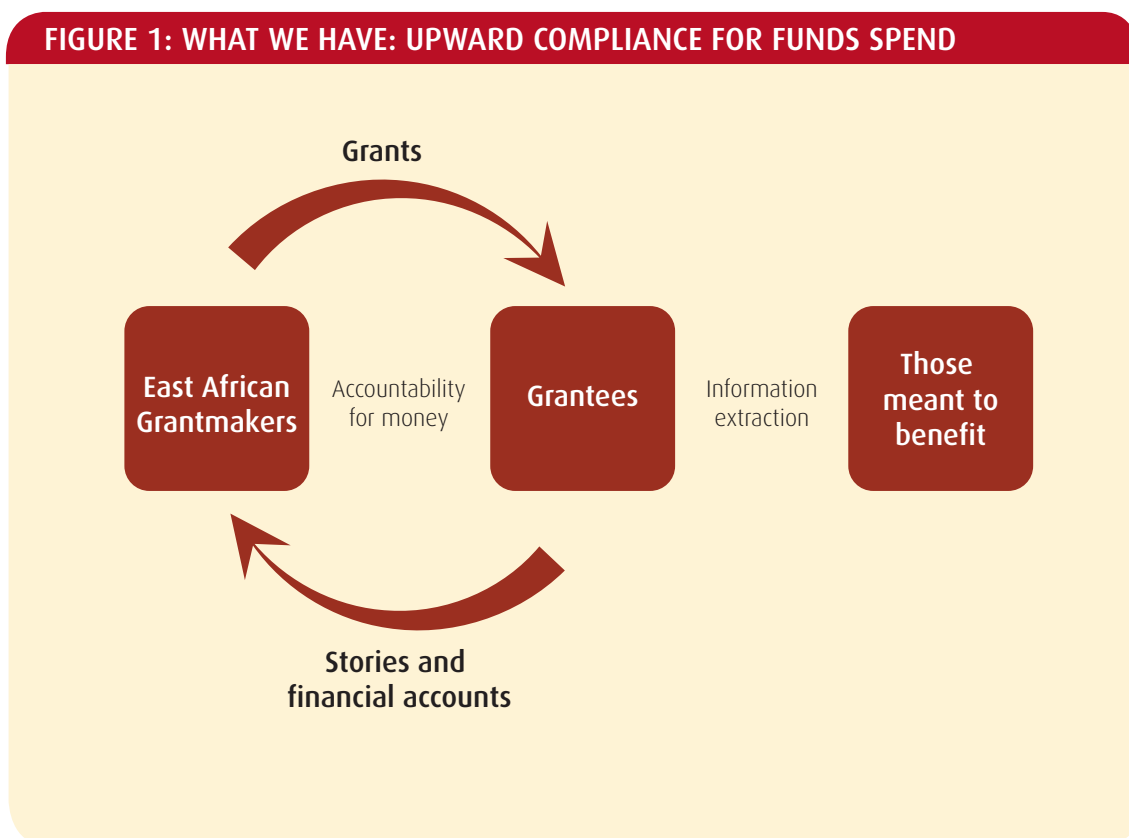 FIGURE 1: WHAT WE HAVE: UPWARD COMPLIANCE FOR FUNDS SPEND
Grants
East African
Grantmakers
Accountability
for money
Grantees
Information
extraction
Those
meant to
benefit
Stories and
financial accounts